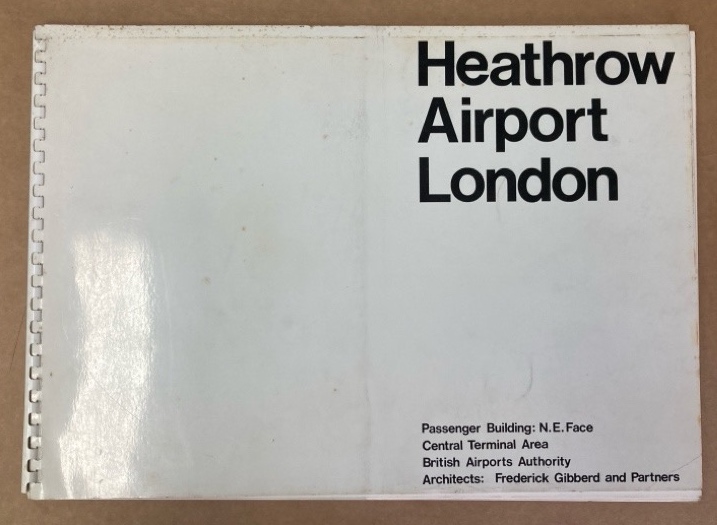 Heathrow
Airport
London
Passenger Building: N.E. Face
Central Terminal Area
British Airports Authority
Architects: Frederick Gibberd and Partners